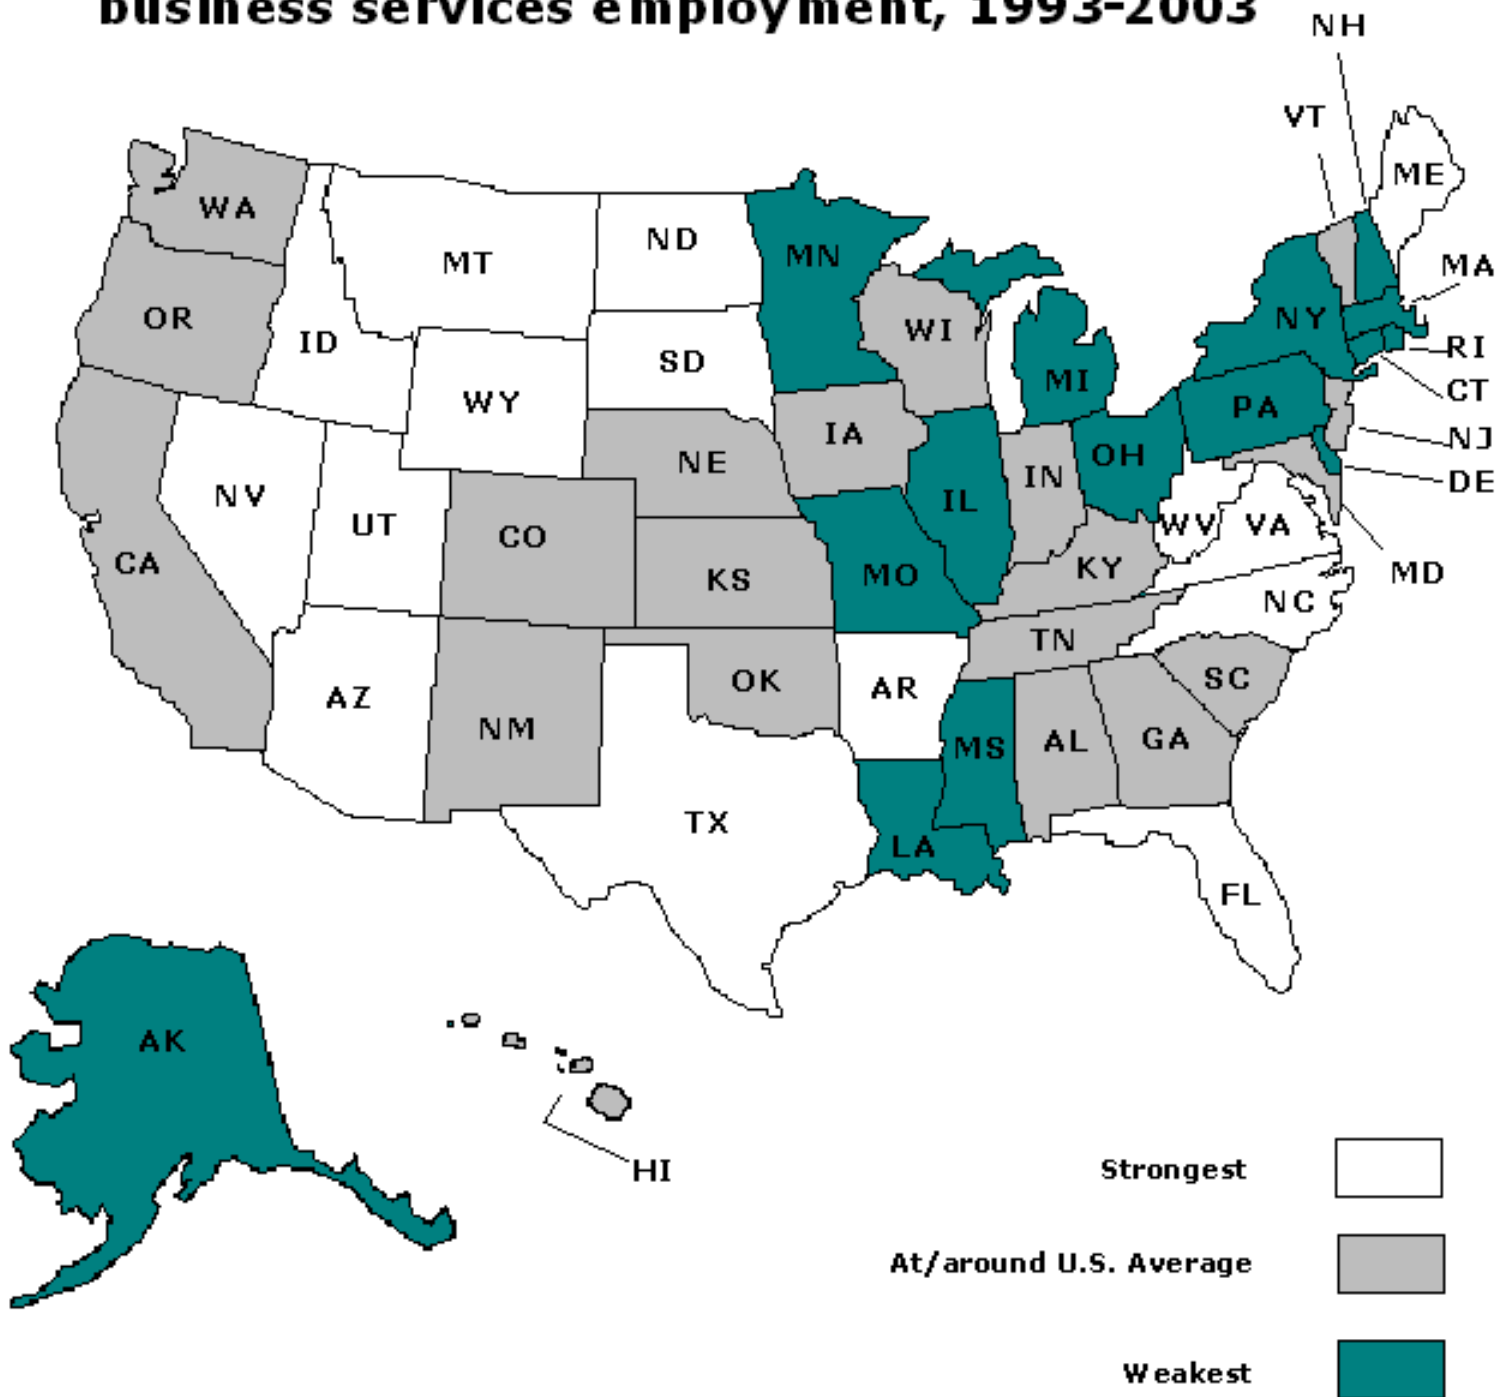 business services employment, 1993-2003
NH
VT
ME
WA
ND
MT
MN
MA
OR
NY
WI
ID
RI
SD
MI
CT
WY
PA
IA
NJ
OH
NE
IN
DE
NV
IL
UT
WV
VA
CO
CA
KY
MD
MO
KS
NC
TN
SC
OK
AR
AZ
NM
MS
AL
GA
TX
LA
FL
AK
HI
Strongest
At/around U.S. Average
Weakest